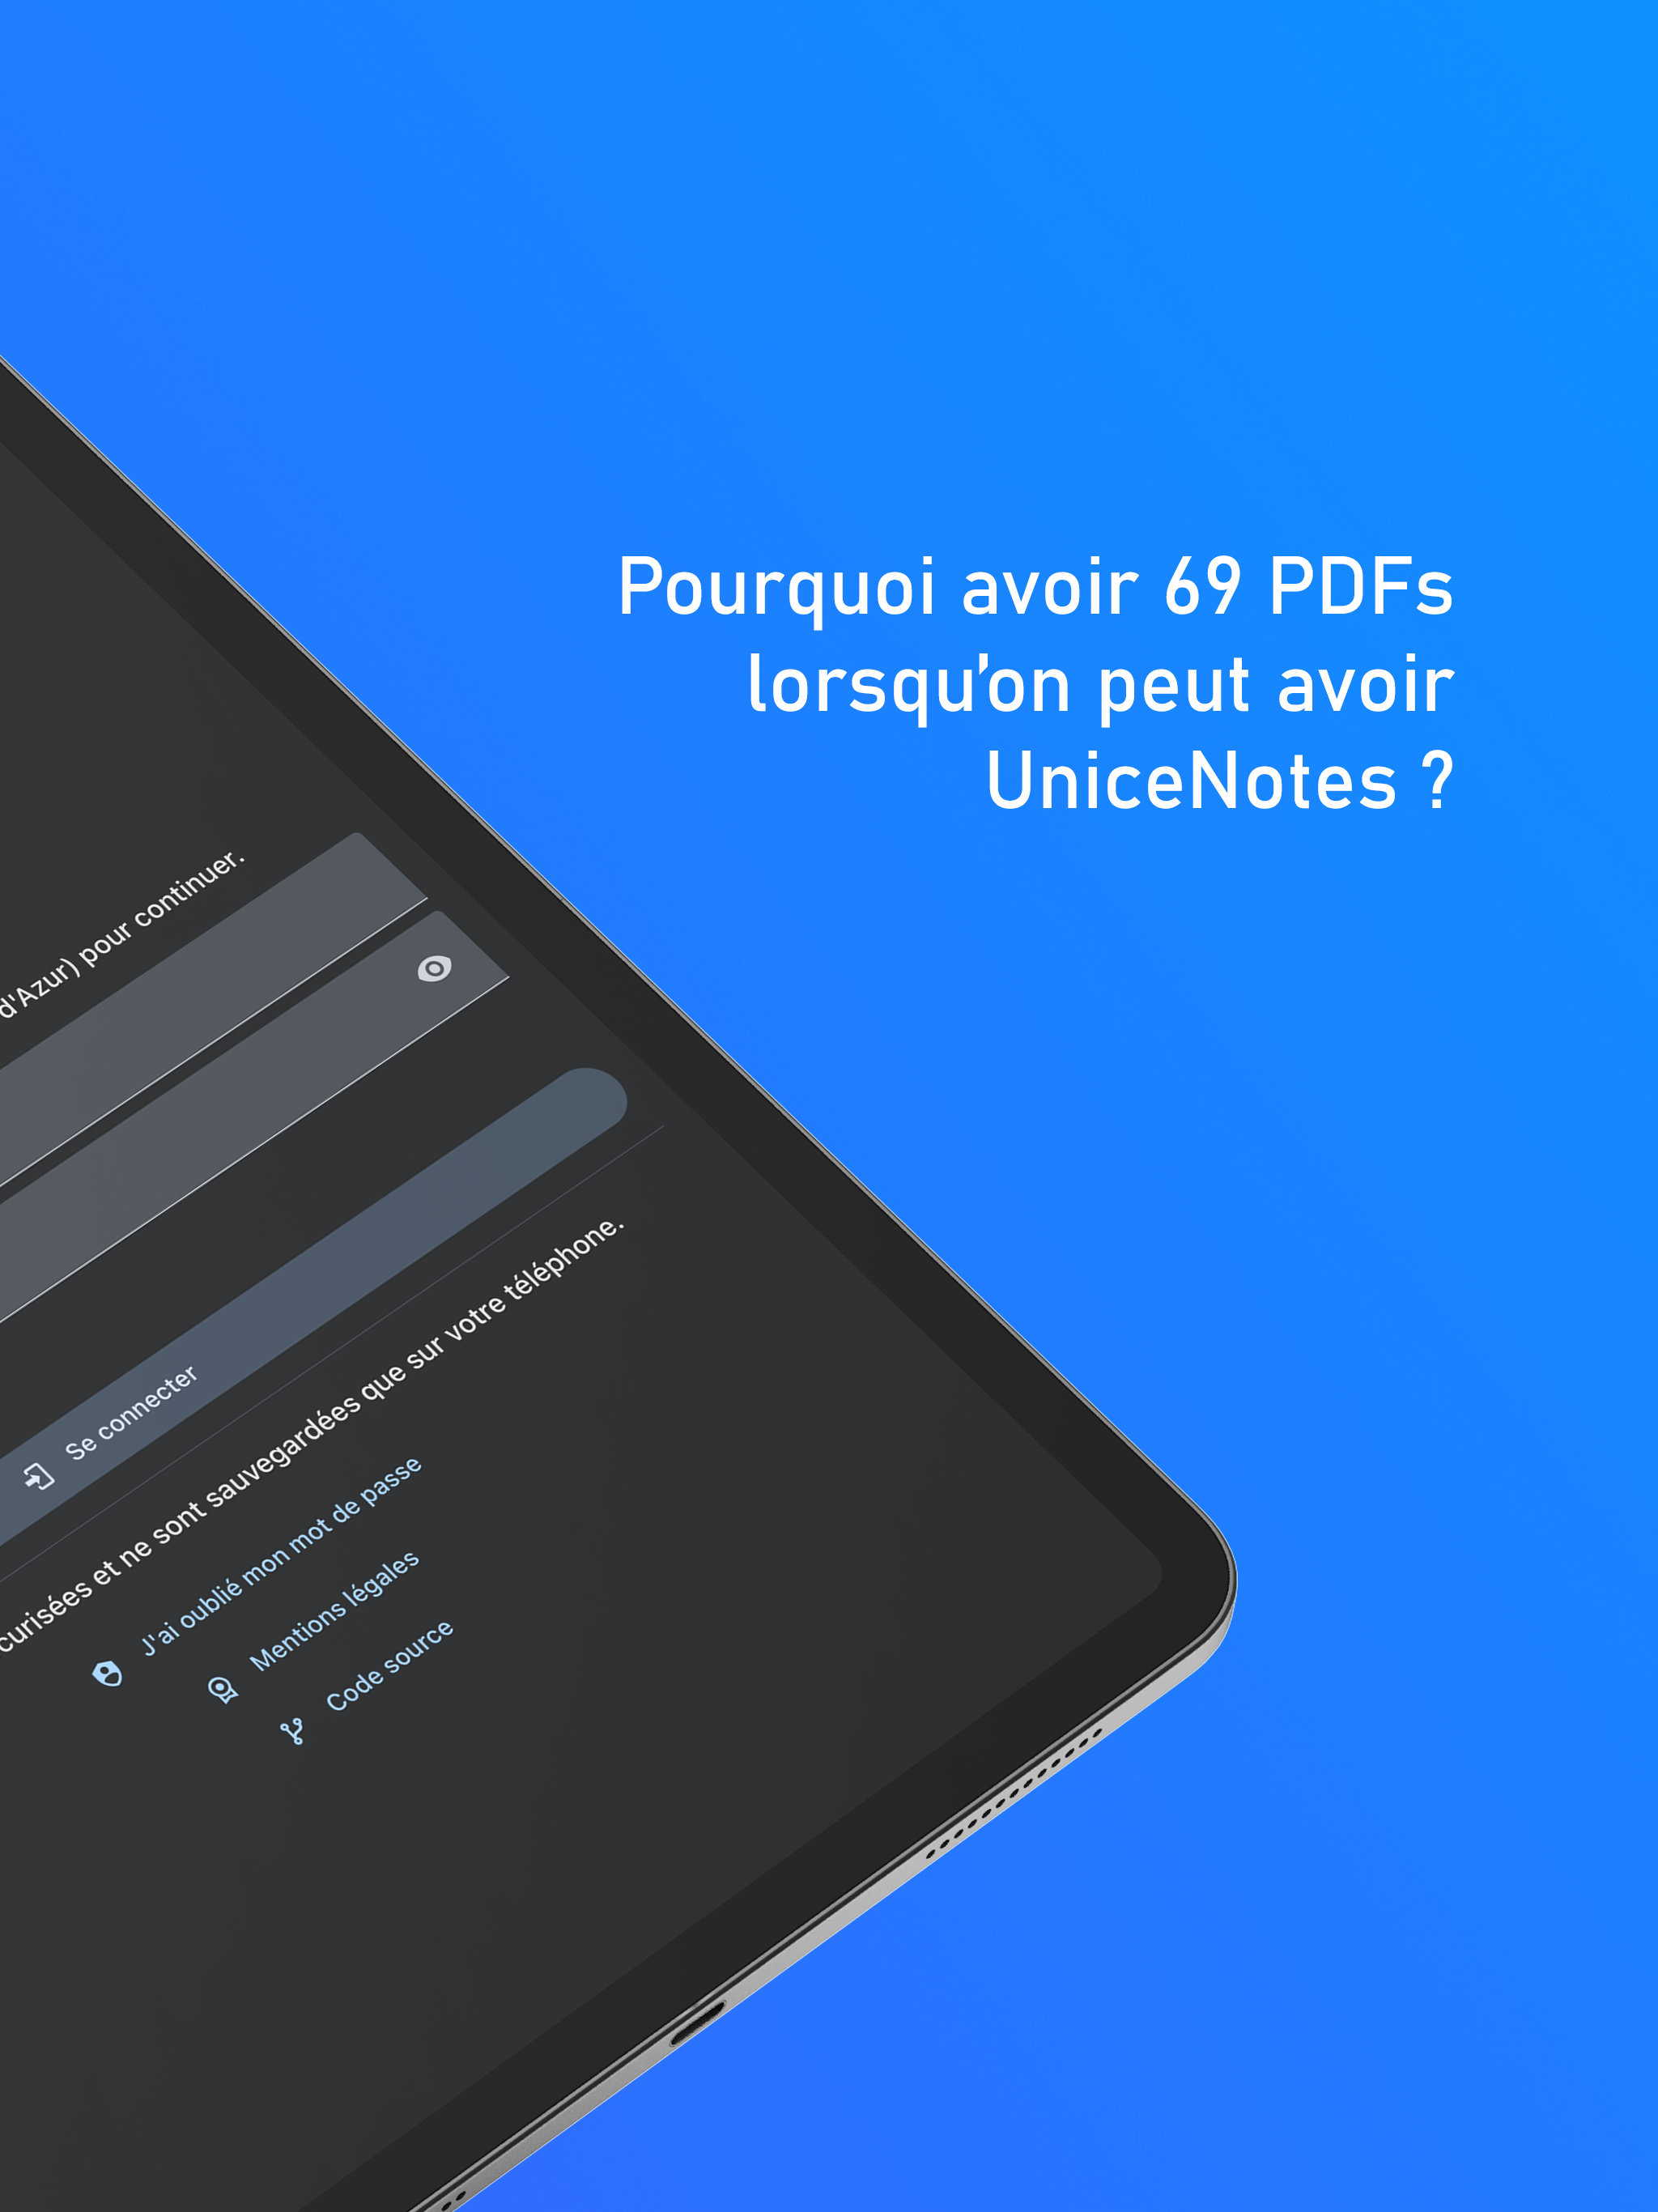 Pourquoi avoir 69 PDFs
lorsqu'on peut avoir
UniceNotes ?
d'Azur) pour continuer.
Se connecter
curisées et ne sont sauvegardées que sur votre téléphone.
J'ai oublié mon mot de passe
Mentions légales
Code source